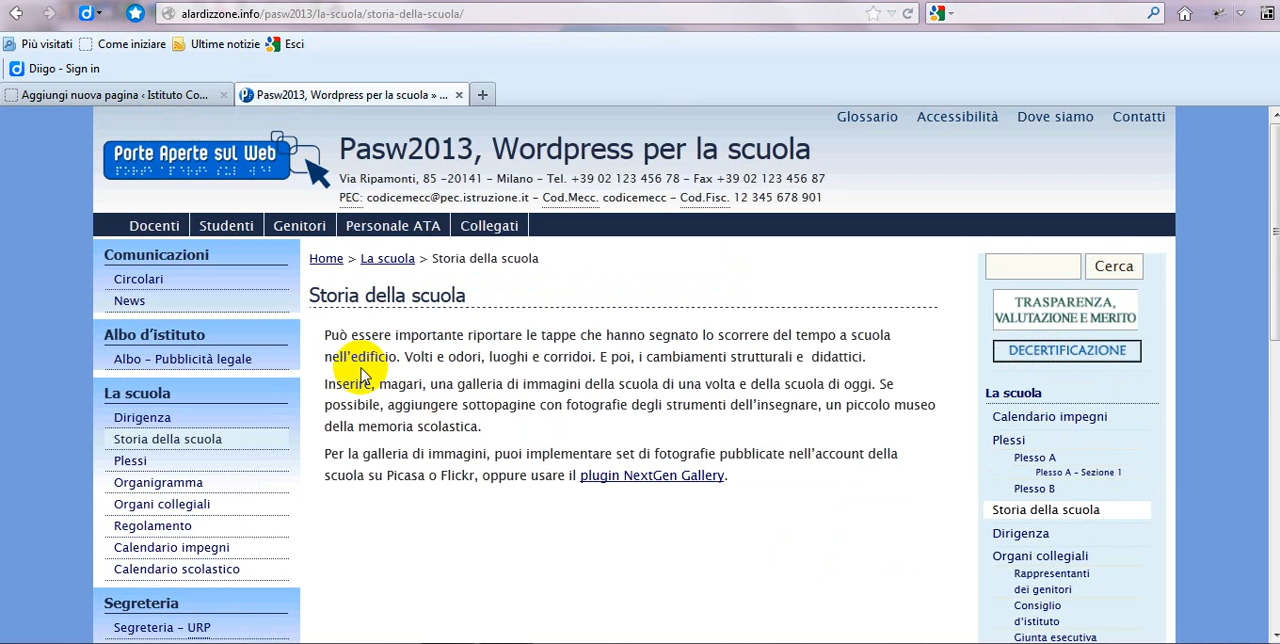 alardizzone.info/pasw2013/la-scuola/storia-della-scuola/
Più visitati Come iniziare Ultime notizie Esci
Diigo - Sign in
Aggiungi nuova pagina ‹ Istituto Co... Pasw2013, Wordpress per la scuola » ...
Glossario Accessibilità Dove siamo Contatti
Porte Aperte sul Web
Pasw2013, Wordpress per la scuola
Via Ripamonti, 85 -20141 - Milano - Tel. +39 02 123 456 78 - Fax +39 02 123 456 87
PEC: codicemecc@pec.istruzione.it - Cod.Mecc. codicemecc - Cod.Fisc. 12 345 678 901
Docenti Studenti Genitori Personale ATA Collegati
Comunicazioni
Circolari
News
Albo d'istituto
Albo – Pubblicità legale
La scuola
Dirigenza
Storia della scuola
Plessi
Organigramma
Organi collegiali
Regolamento
Calendario impegni
Calendario scolastico
Segreteria
Segreteria – URP
Home > La scuola > Storia della scuola
Storia della scuola
Può essere importante riportare le tappe che hanno segnato lo scorrere del tempo a scuola
nell'edificio. Volti e odori, luoghi e corridoi. E poi, i cambiamenti strutturali e didattici.
Inserire, magari, una galleria di immagini della scuola di una volta e della scuola di oggi. Se
possibile, aggiungere sottopagine con fotografie degli strumenti dell'insegnare, un piccolo museo
della memoria scolastica.
Per la galleria di immagini, puoi implementare set di fotografie pubblicate nell'account della
scuola su Picasa o Flickr, oppure usare il plugin NextGen Gallery.
Cerca
TRASPARENZA,
VALUTAZIONE E MERITO
DECERTIFICAZIONE
La scuola
Calendario impegni
Plessi
Plesso A
Plesso A – Sezione 1
Plesso B
Storia della scuola
Dirigenza
Organi collegiali
Rappresentanti
dei genitori
Consiglio
d'istituto
Giunta esecutiva